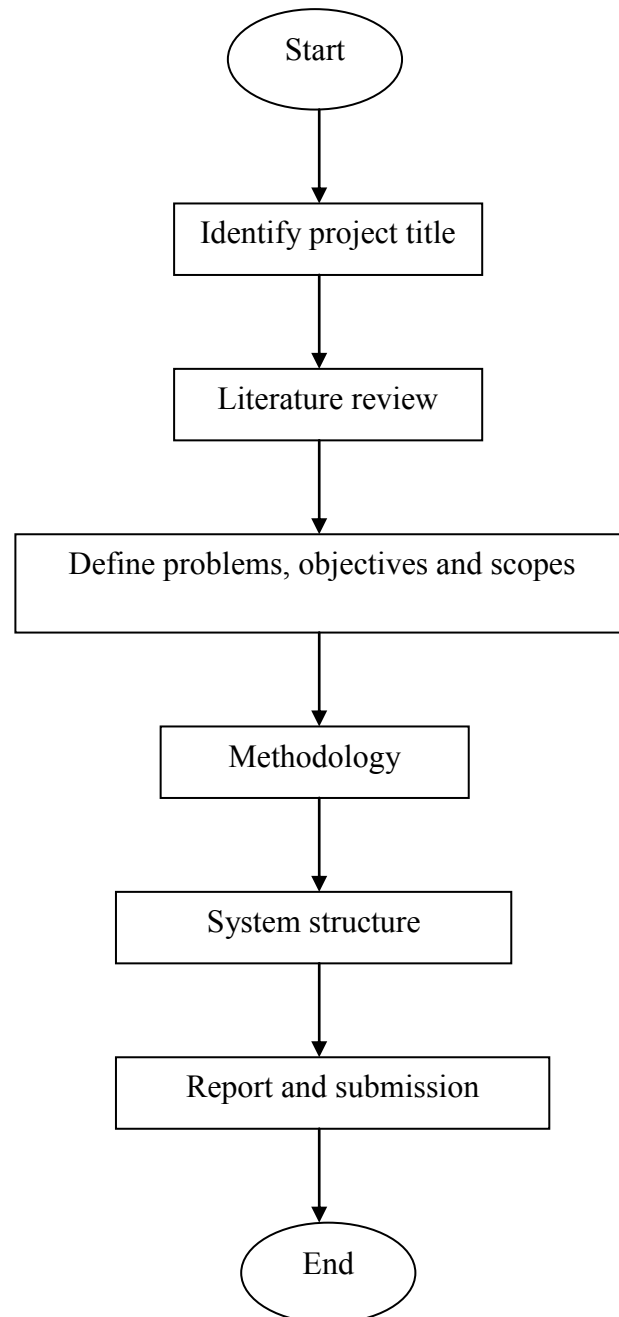 Start
Identify project title
Literature review
Define problems, objectives and scopes
Methodology
System structure
Report and submission
End